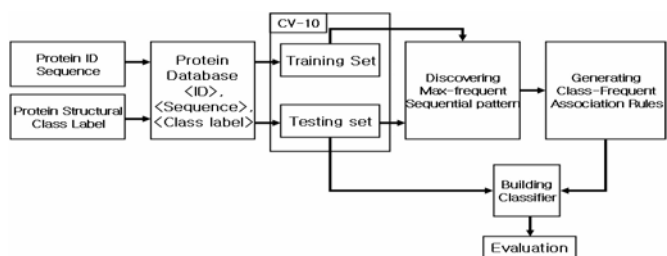 CV-10
Protein ID
Sequence
Protein Structural
Class Label
Protein
Database
<ID>,
<Sequence>,
<Class label>
Training Set
Testing set
Discovering
Max-frequent
Sequential pattern
Generating
Class-Frequent
Association Rules
Building
Classifier
Evaluation